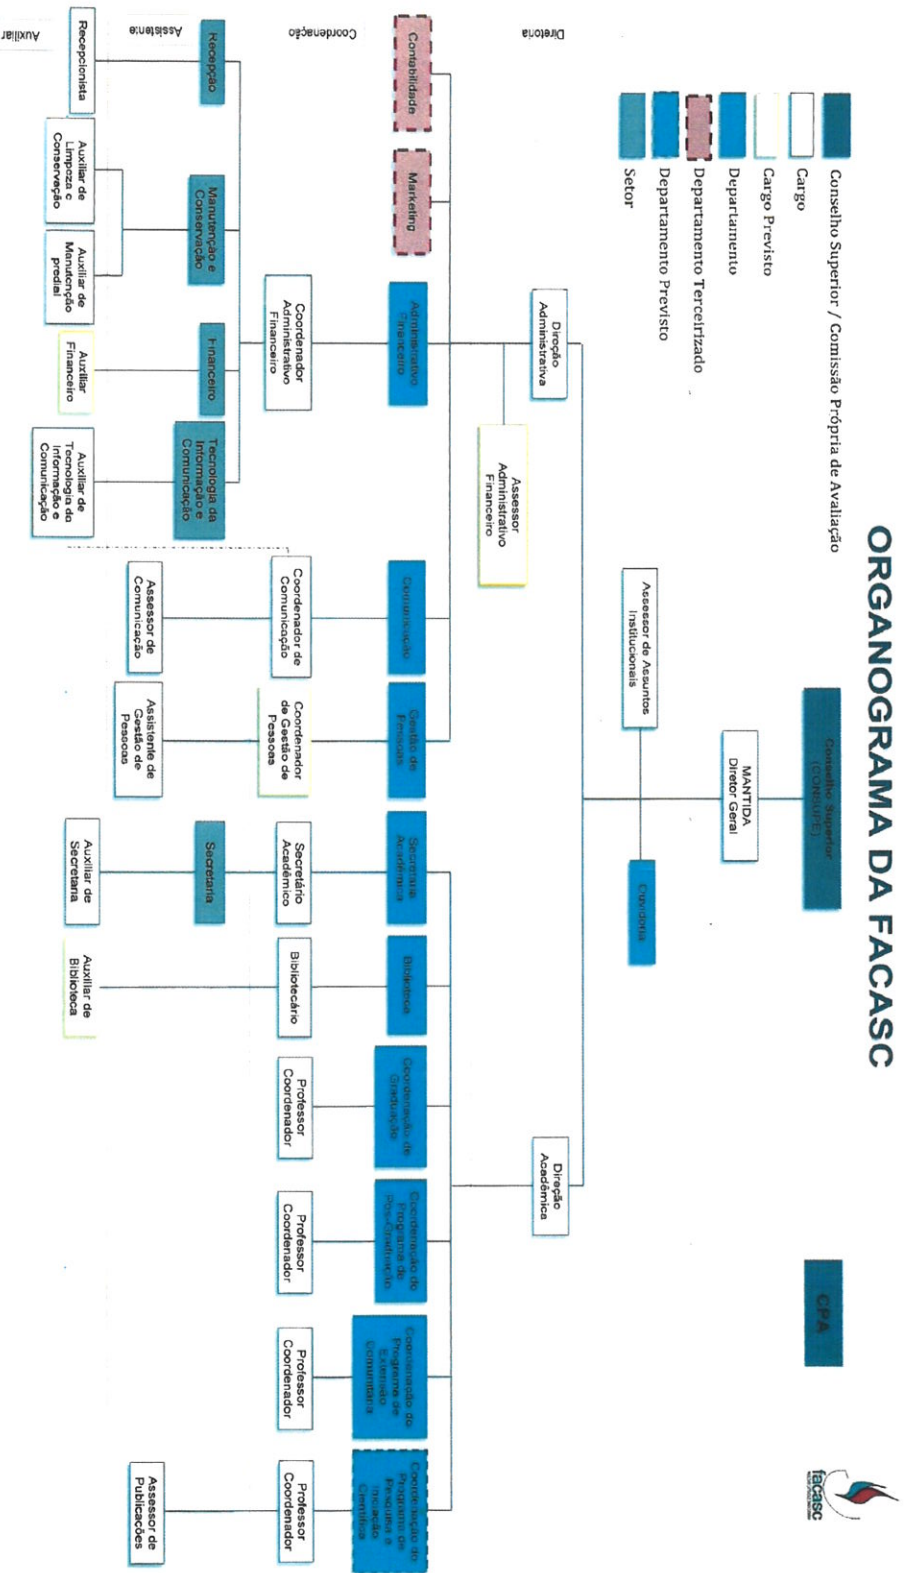 ORGANOGRAMA DA FACASC
facasc
Conselho Superior / Comissão Própria de Avaliação
Cargo
Cargo Previsto
Departamento
Departamento Terceirizado
Departamento Previsto
Setor
Conselho Superior
(CONSUPE)
CPA
MANTIDA
Diretor Geral
Assessor de Assuntos
Institucionais
Ouvidoria
Diretoria
Direção
Administrativa
Direção
Acadêmica
Assessor
Administrativo
Financeiro
Coordenação
Contabilidade
Marketing
Administrativo
Financeiro
Comunicação
Gestão de
Pessoas
Secretaria
Acadêmica
Biblioteca
Coordenação de
Graduação
Coordenação do
Programa de
Pós-Graduação
Coordenação do
Programa de
Extensão
Comunitária
Coordenação do
Programa de
Pesquisa e
Iniciação
Científica
Coordenador
Administrativo
Financeiro
Coordenador de
Comunicação
Coordenador
de Gestão de
Pessoas
Secretário
Acadêmico
Bibliotecário
Professor
Coordenador
Professor
Coordenador
Professor
Coordenador
Professor
Coordenador
Assistente
Recepção
Manutenção e
Conservação
Financeiro
Tecnologia da
Informação e
Comunicação
Assessor de
Comunicação
Assistente de
Gestão de
Pessoas
Secretaria
Assessor de
Publicações
Auxiliar
Recepcionista
Auxiliar de
Limpeza e
Conservação
Auxiliar de
Manutenção
predial
Auxiliar
Financeiro
Auxiliar de
Tecnologia da
Informação e
Comunicação
Auxiliar de
Secretaria
Auxiliar de
Biblioteca